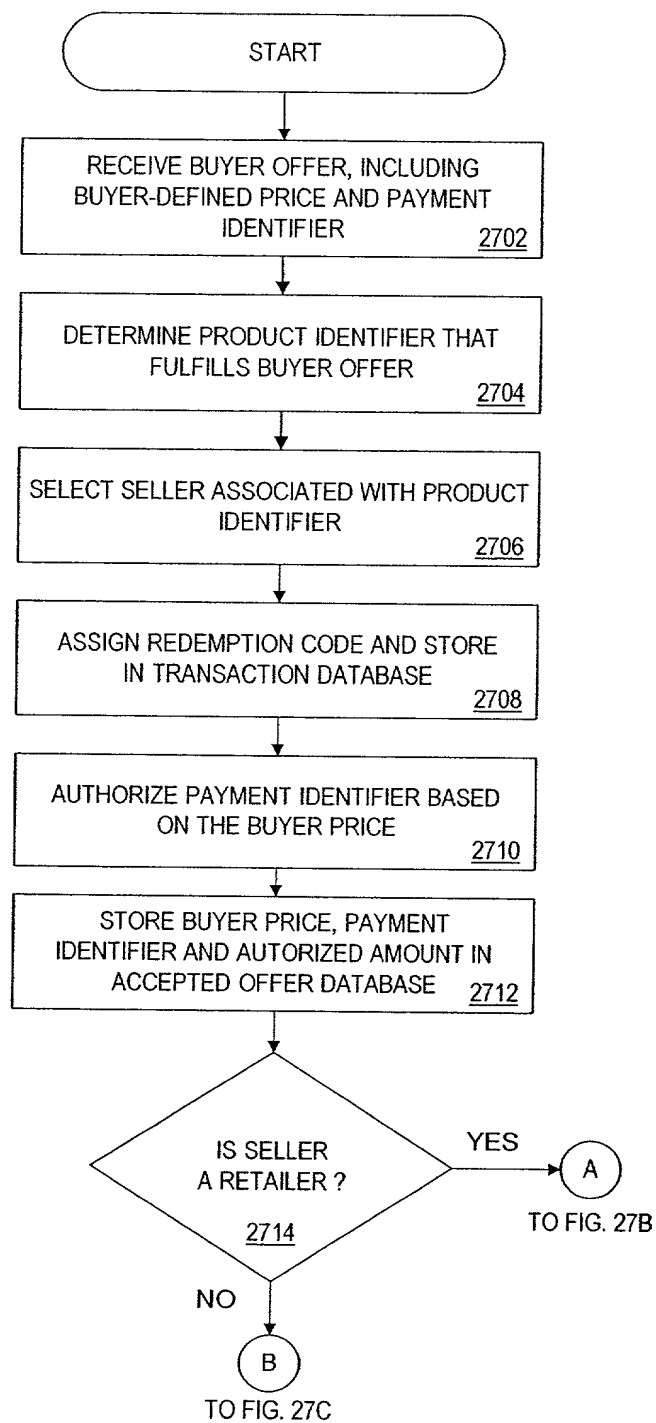 START
RECEIVE BUYER OFFER, INCLUDING
BUYER-DEFINED PRICE AND PAYMENT
IDENTIFIER
2702
DETERMINE PRODUCT IDENTIFIER THAT
FULFILLS BUYER OFFER
2704
SELECT SELLER ASSOCIATED WITH PRODUCT
IDENTIFIER
2706
ASSIGN REDEMPTION CODE AND STORE
IN TRANSACTION DATABASE
2708
AUTHORIZE PAYMENT IDENTIFIER BASED
ON THE BUYER PRICE
2710
STORE BUYER PRICE, PAYMENT
IDENTIFIER AND AUTORIZED AMOUNT IN
ACCEPTED OFFER DATABASE
2712
IS SELLER
A RETAILER ?
2714
YES
A
TO FIG. 27B
NO
B
TO FIG. 27C